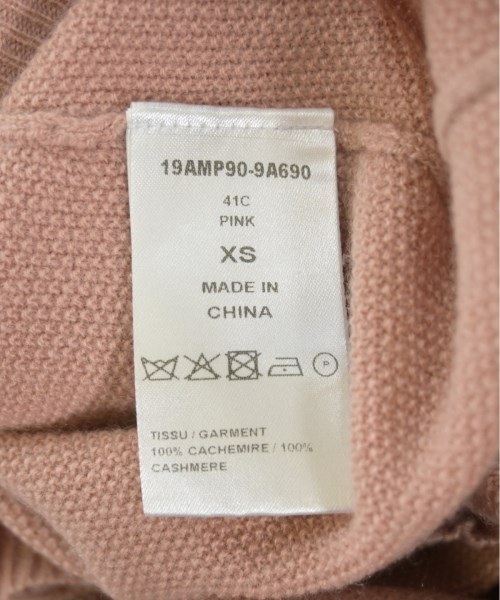 19AMP90-9A690
41C
PINK
XS
MADE IN
CHINA
P
TISSU / GARMENT
100% CACHEMIRE / 100%
CASHMERE